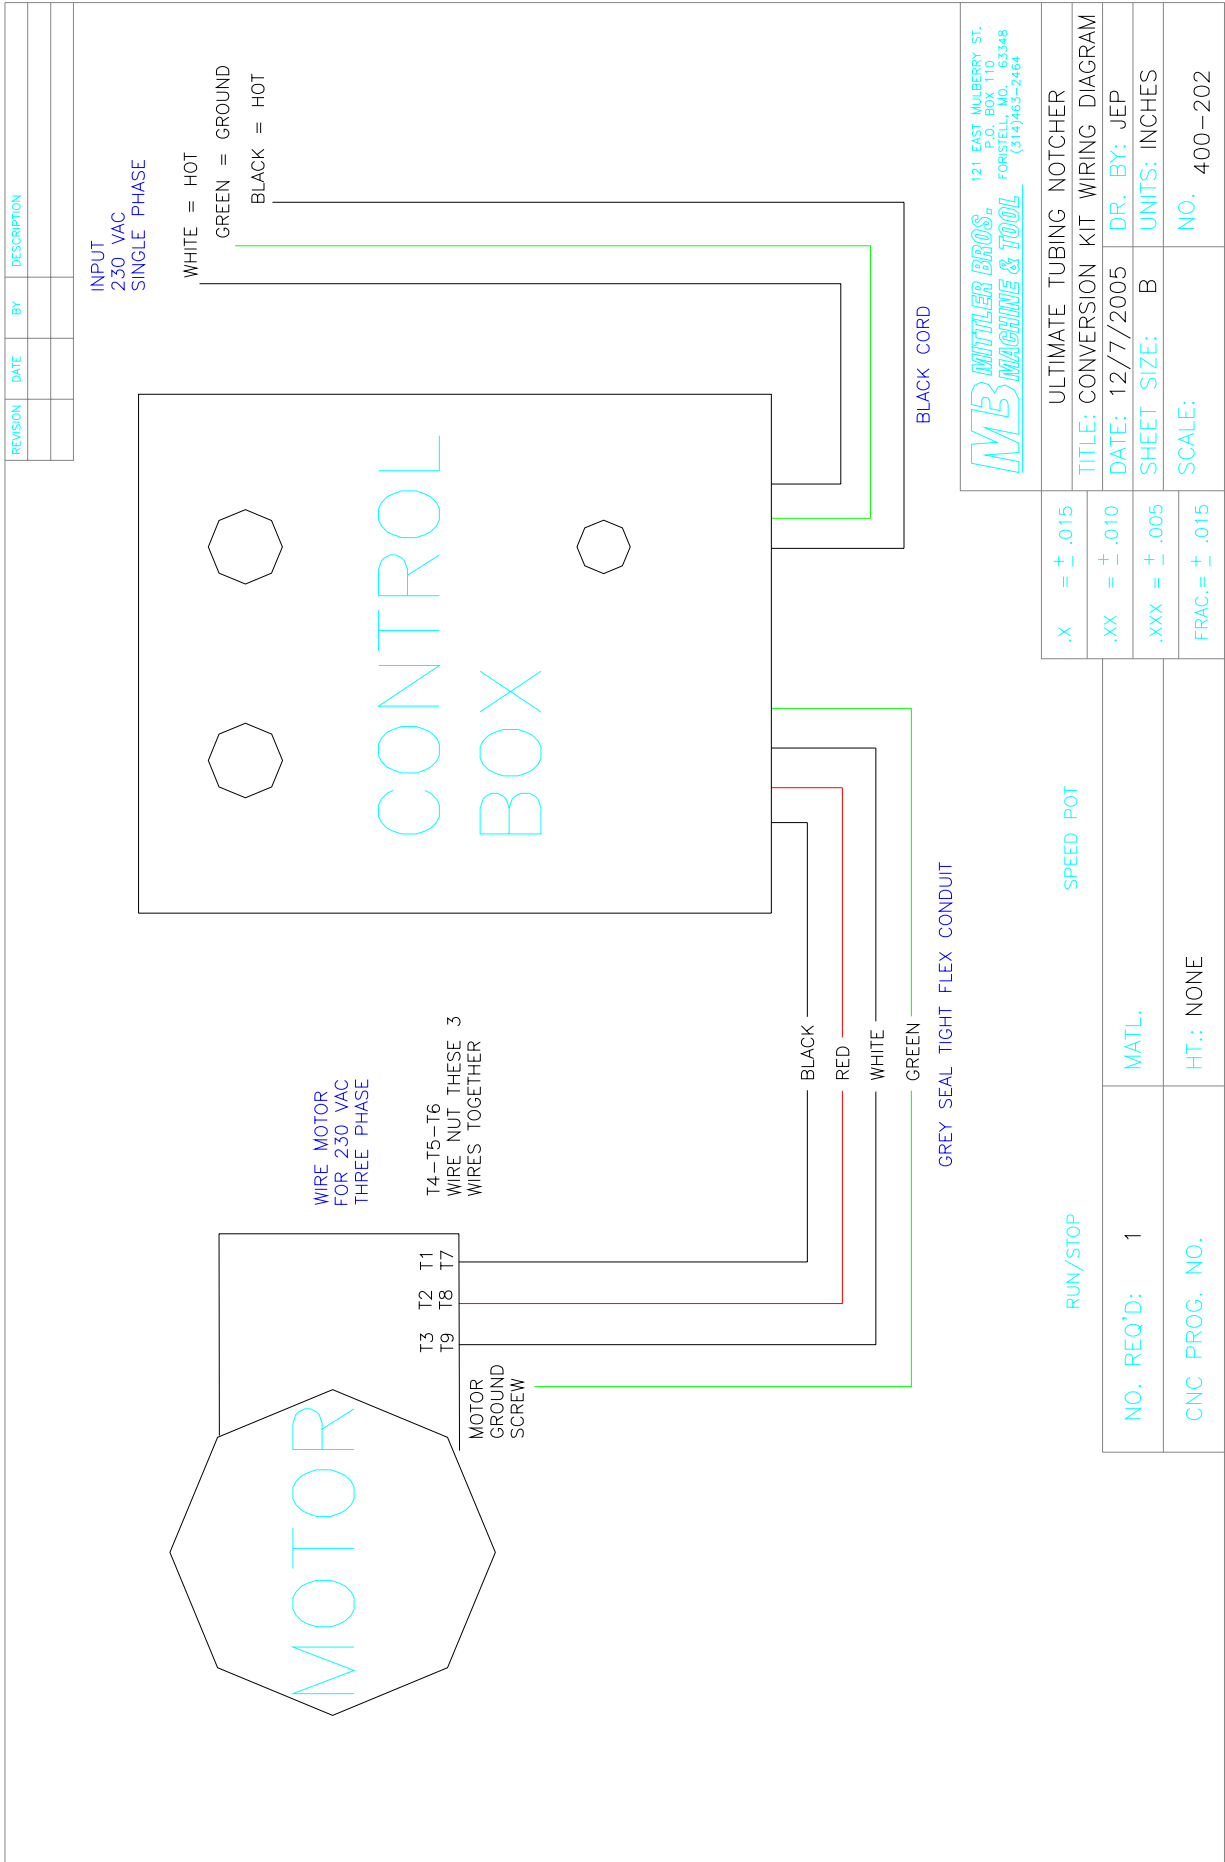 REVISION DATE BY DESCRIPTION
INPUT
230 VAC
SINGLE PHASE
WHITE = HOT
GREEN = GROUND
BLACK = HOT
WIRE MOTOR
FOR 230 VAC
THREE PHASE
T4-T5-T6
WIRE NUT THESE 3
WIRES TOGETHER
MOTOR
T3 T2 T1
T9 T8 T7
MOTOR
GROUND
SCREW
CONTROL
BOX
BLACK
RED
WHITE
GREEN
GREY SEAL TIGHT FLEX CONDUIT
BLACK CORD
RUN/STOP
SPEED POT
NO. REQ'D: 1
MATL.
CNC PROG. NO.
HT.: NONE
.X = ± .015
.XX = ± .010
.XXX = ± .005
FRAC.= ± .015
MB MITTLER BROS.
MACHINE & TOOL
121 EAST MULBERRY ST.
P.O. BOX 110
FORISTELL, MO. 63348
(314)463-2464
ULTIMATE TUBING NOTCHER
TITLE: CONVERSION KIT WIRING DIAGRAM
DATE: 12/7/2005 DR. BY: JEP
SHEET SIZE: B UNITS: INCHES
SCALE: NO. 400-202